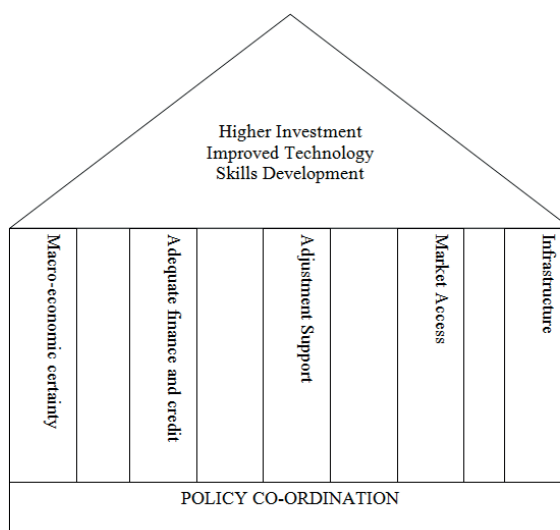 Higher Investment
Improved Technology
Skills Development
Macro-economic certainty
Adequate finance and credit
Adjustment Support
Market Access
Infrastructure
POLICY CO-ORDINATION